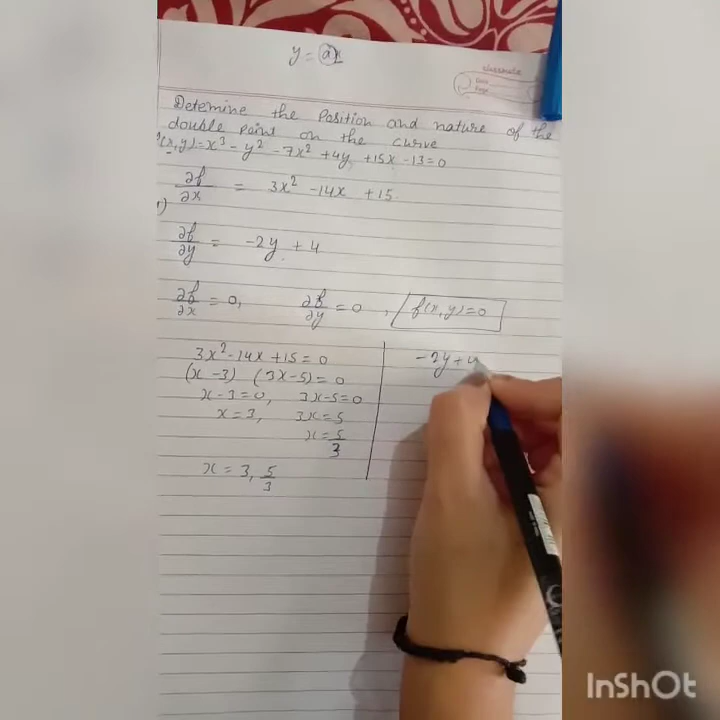 y = ax
classmate
Date
Page
Detemine the Position and nature of the
double point on the curve
f(x,y)=x³ - y² - 7x² + 4y + 15x - 13 = 0
∂f/∂x = 3x² - 14x + 15
∂f/∂y = -2y + 4
∂f/∂x = 0, ∂f/∂y = 0, f(x,y)=0
3x² - 14x + 15 = 0
(x - 3) (3x - 5) = 0
x - 3 = 0, 3x - 5 = 0
x = 3, 3x = 5
x = 5/3
x = 3, 5/3
-2y + 4
InShOt